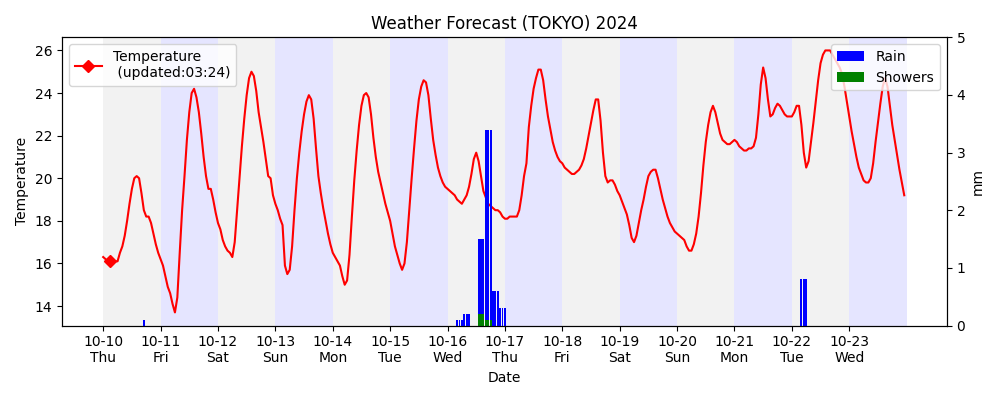 Weather Forecast (TOKYO) 2024
Temperature
(updated:03:24)
Rain
Showers
Temperature
26
24
22
20
18
16
14
5
4
3
2
1
0
mm
10-10 10-11 10-12 10-13 10-14 10-15 10-16 10-17 10-18 10-19 10-20 10-21 10-22 10-23
Thu Fri Sat Sun Mon Tue Wed Thu Fri Sat Sun Mon Tue Wed
Date